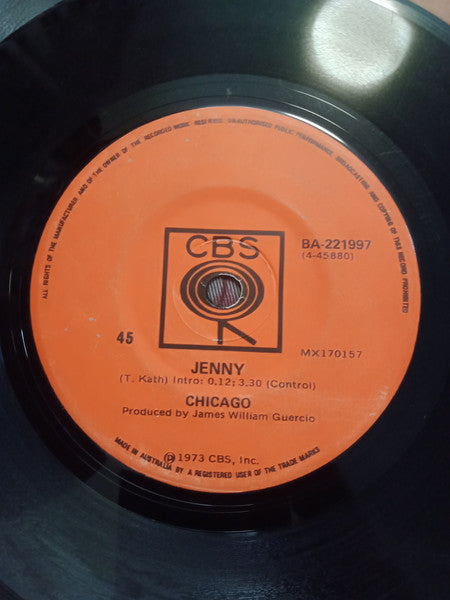 ALL RIGHTS OF THE MANUFACTURER AND OF THE OWNER OF THE RECORDED WORK RESERVED. UNAUTHORISED PUBLIC PERFORMANCE BROADCASTING AND COPYING OF THIS RECORD PROHIBITED
CBS
BA-221997
(4-45880)
45
MX170157
JENNY
(T. Kath) Intro: 0.12; 3.30 (Control)
CHICAGO
Produced by James William Guercio
℗ 1973 CBS, Inc.
MADE IN AUSTRALIA BY A REGISTERED USER OF THE TRADE MARKS